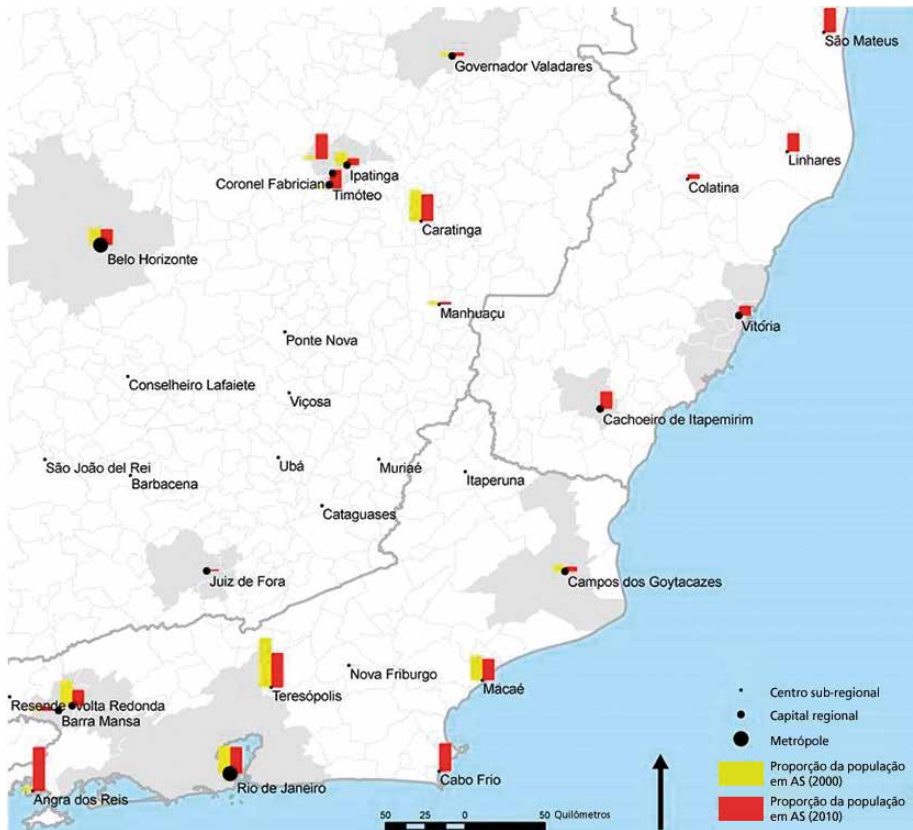 São Mateus
Governador Valadares
Linhares
Ipatinga
Coronel Fabriciano
Timóteo
Colatina
Caratinga
Belo Horizonte
Manhuaçu
Vitória
Ponte Nova
Conselheiro Lafaiete
Viçosa
Cachoeiro de Itapemirim
São João del Rei
Ubá
Muriaé
Itaperuna
Barbacena
Cataguases
Juiz de Fora
Campos dos Goytacazes
Nova Friburgo
Teresópolis
Macaé
Resende
Volta Redonda
Barra Mansa
Rio de Janeiro
Cabo Frio
Angra dos Reis
Centro sub-regional
Capital regional
Metrópole
Proporção da população
em AS (2000)
Proporção da população
em AS (2010)
50 25 0 50 Quilômetros